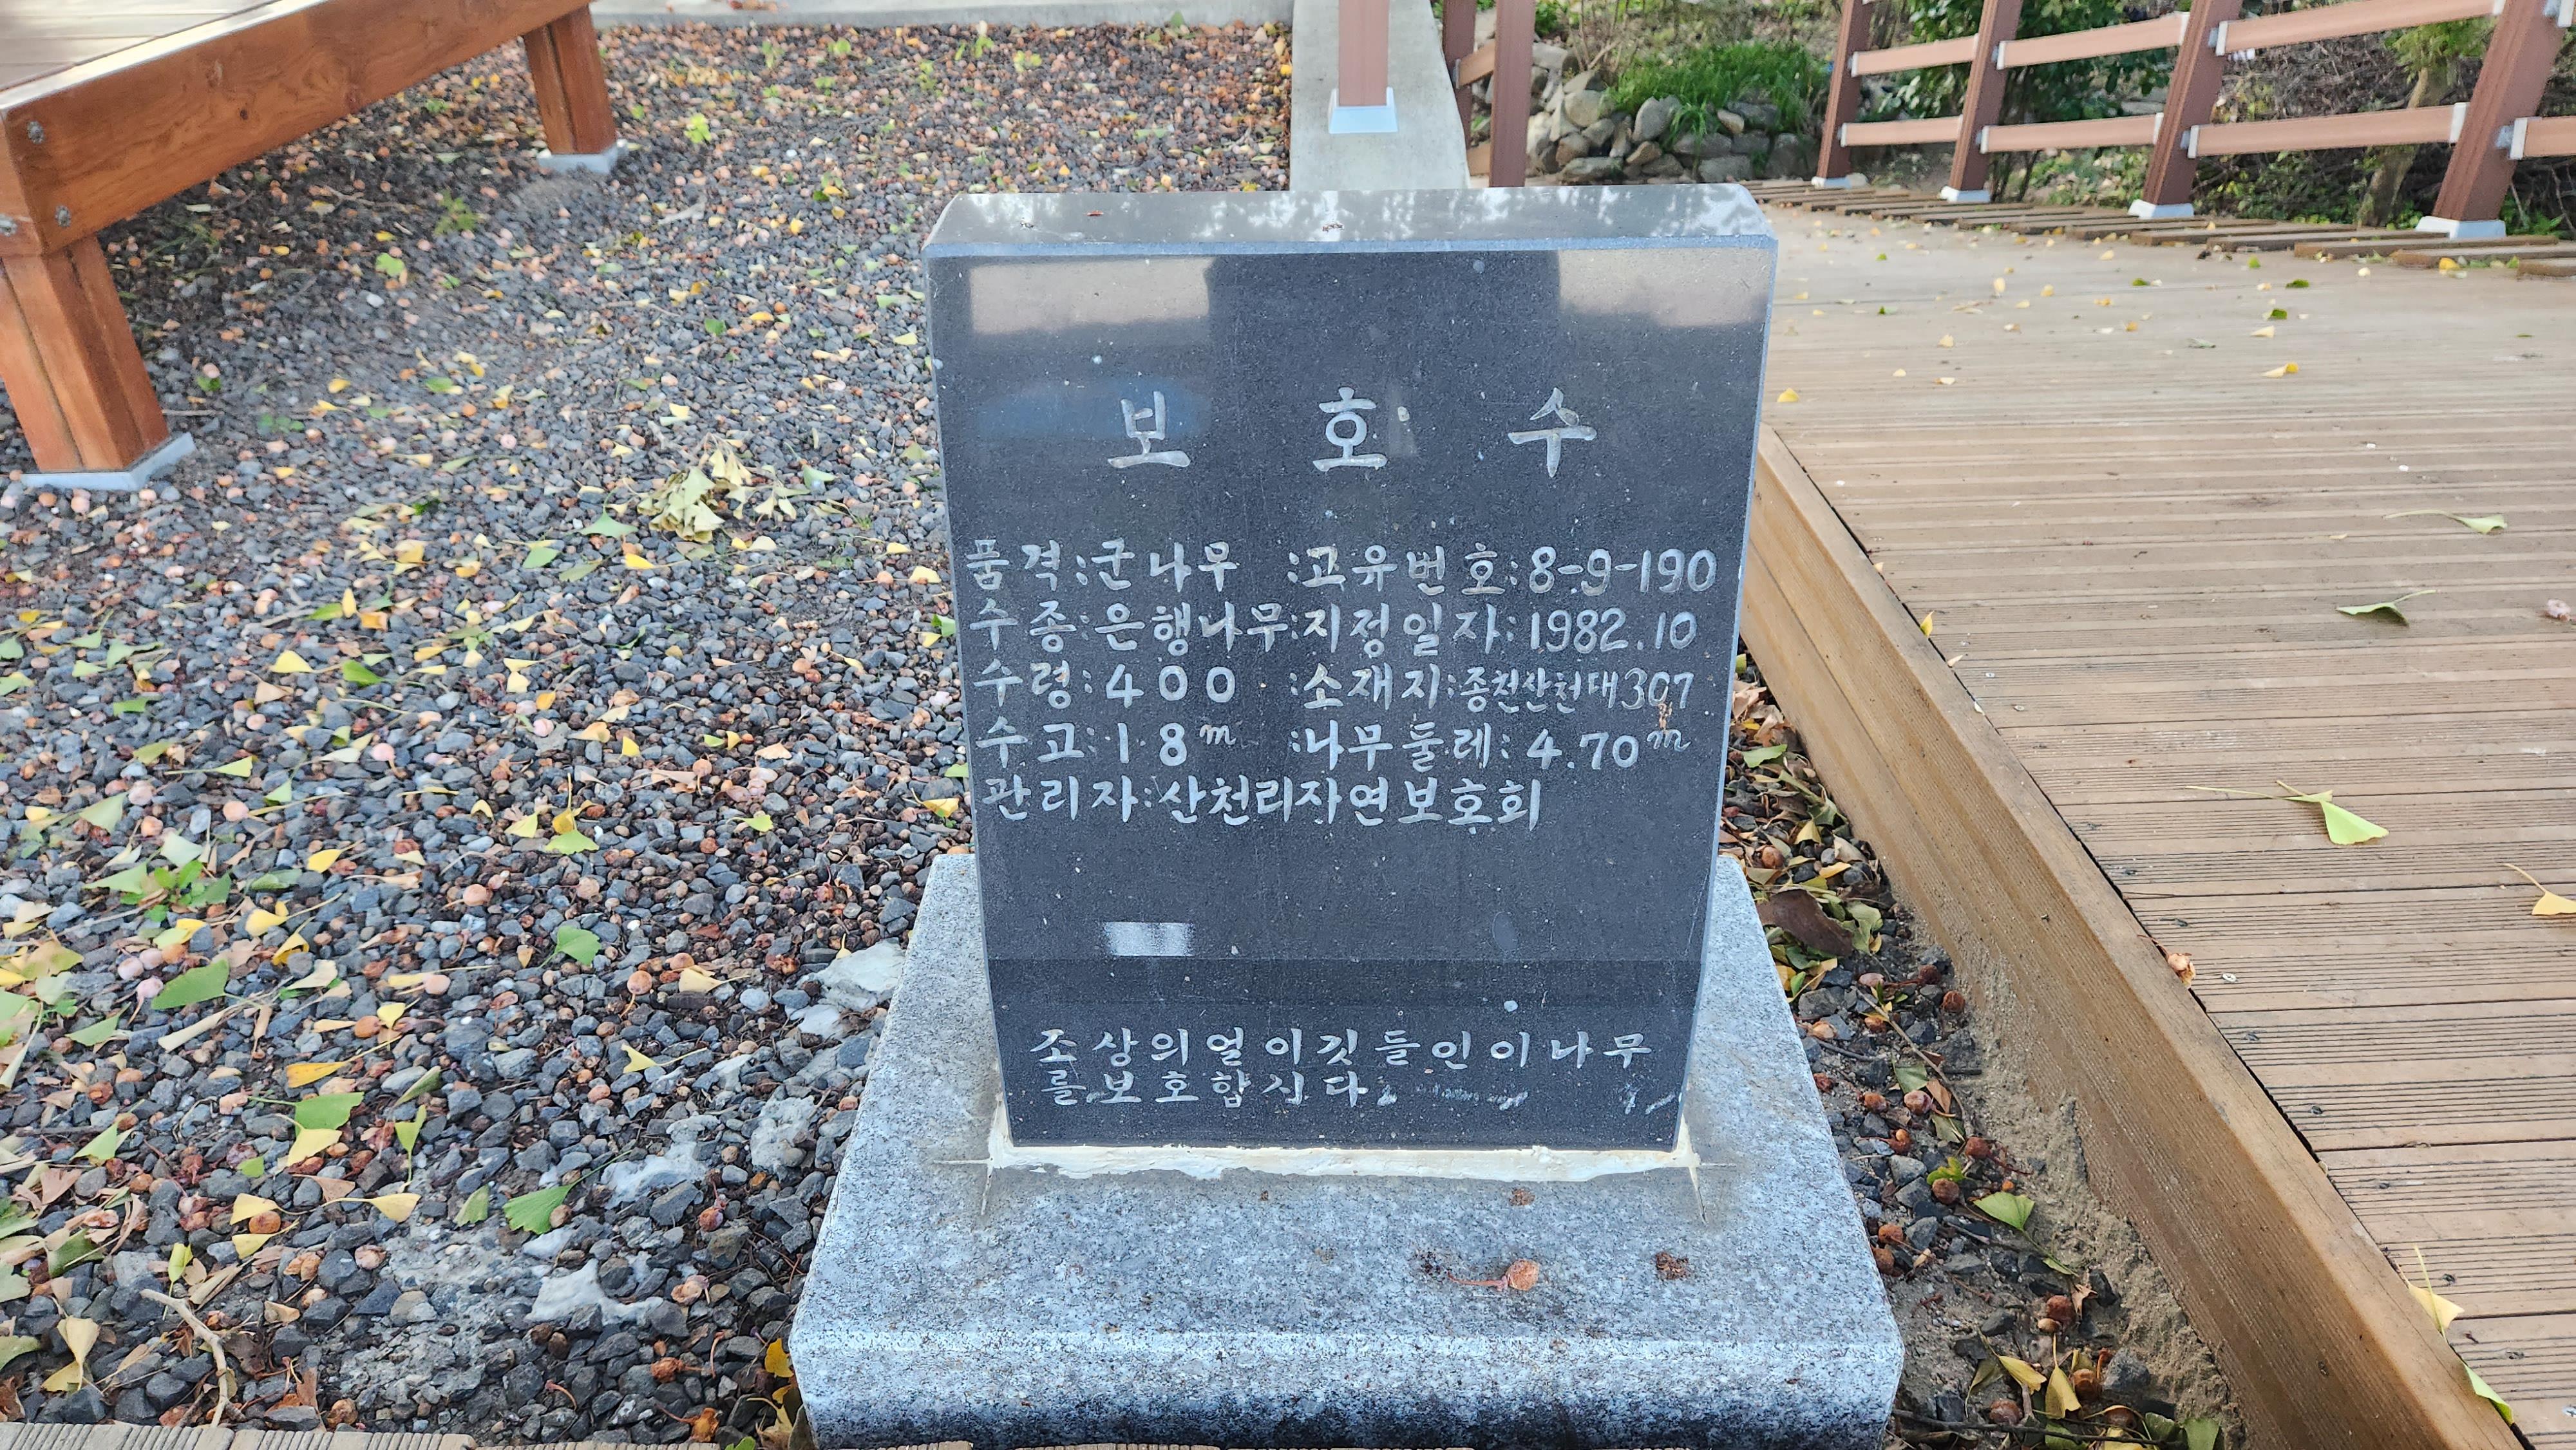 보 호 수
품격:군나무 :고유번호:8-9-190
수종:은행나무:지정일자:1982.10
수령:400 :소재지:종천산천대307
수고:18m :나무둘레:4.70m
관리자:산천리자연보호회
조상의얼이깃들인이나무
를보호합시다.